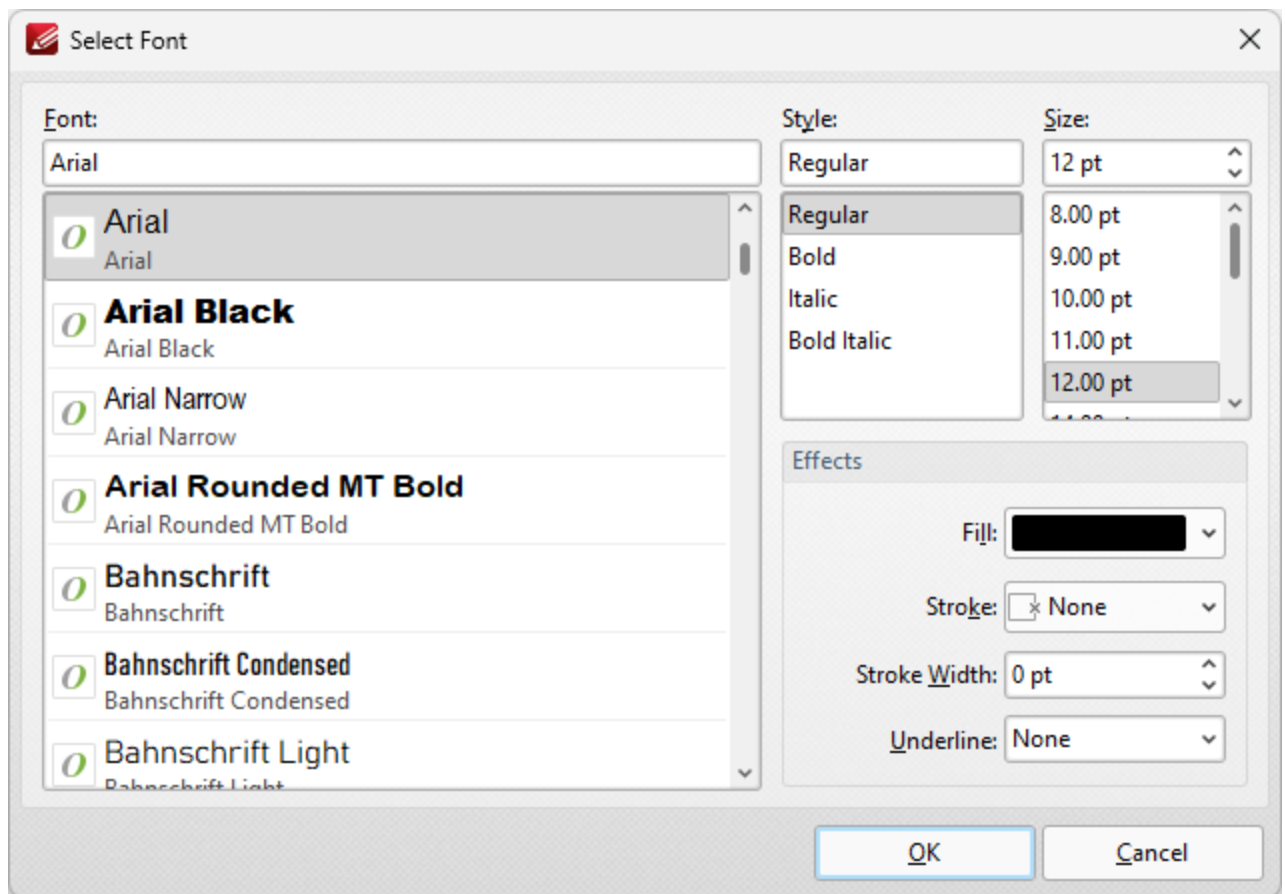 Select Font
Font:
Arial
Arial
Arial
Arial Black
Arial Black
Arial Narrow
Arial Narrow
Arial Rounded MT Bold
Arial Rounded MT Bold
Bahnschrift
Bahnschrift
Bahnschrift Condensed
Bahnschrift Condensed
Bahnschrift Light
Bahnschrift Light
Style:
Regular
Regular
Bold
Italic
Bold Italic
Size:
12 pt
8.00 pt
9.00 pt
10.00 pt
11.00 pt
12.00 pt
Effects
Fill:
Stroke: None
Stroke Width: 0 pt
Underline: None
OK
Cancel